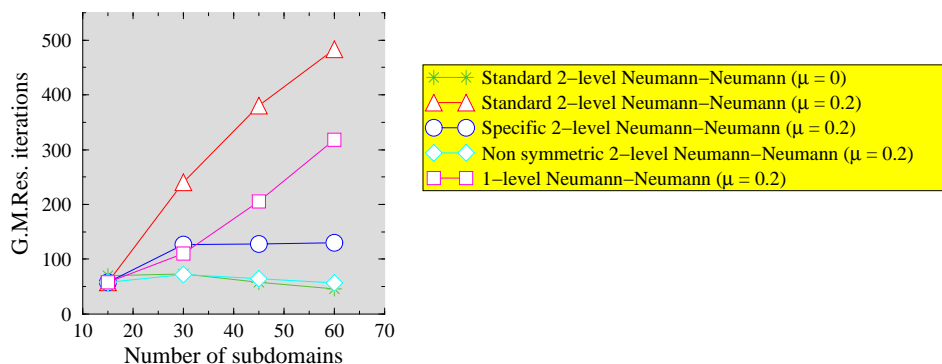 500
400
300
200
100
0
10 20 30 40 50 60 70
G.M.Res. iterations
Number of subdomains
Standard 2−level Neumann−Neumann (μ = 0)
Standard 2−level Neumann−Neumann (μ = 0.2)
Specific 2−level Neumann−Neumann (μ = 0.2)
Non symmetric 2−level Neumann−Neumann (μ = 0.2)
1−level Neumann−Neumann (μ = 0.2)